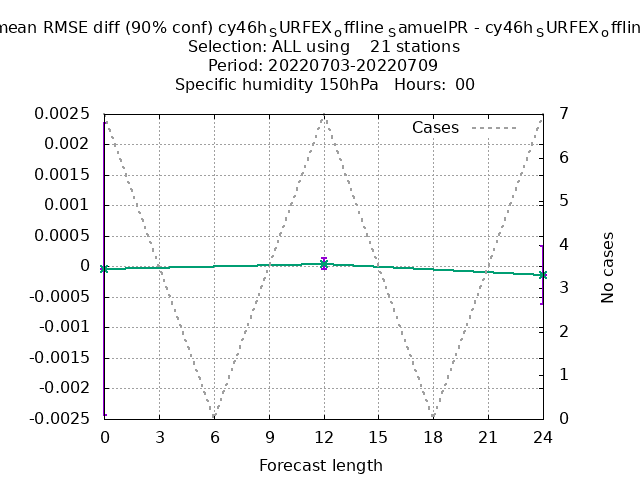 mean RMSE diff (90% conf) cy46hSURFEXoffline samuelPR - cy46hSURFEXofflin
Selection: ALL using 21 stations
Period: 20220703-20220709
Specific humidity 150hPa Hours: 00
Cases
0.0025
0.002
0.0015
0.001
0.0005
0
-0.0005
-0.001
-0.0015
-0.002
-0.0025
7
6
5
4
3
2
1
0
No cases
0 3 6 9 12 15 18 21 24
Forecast length